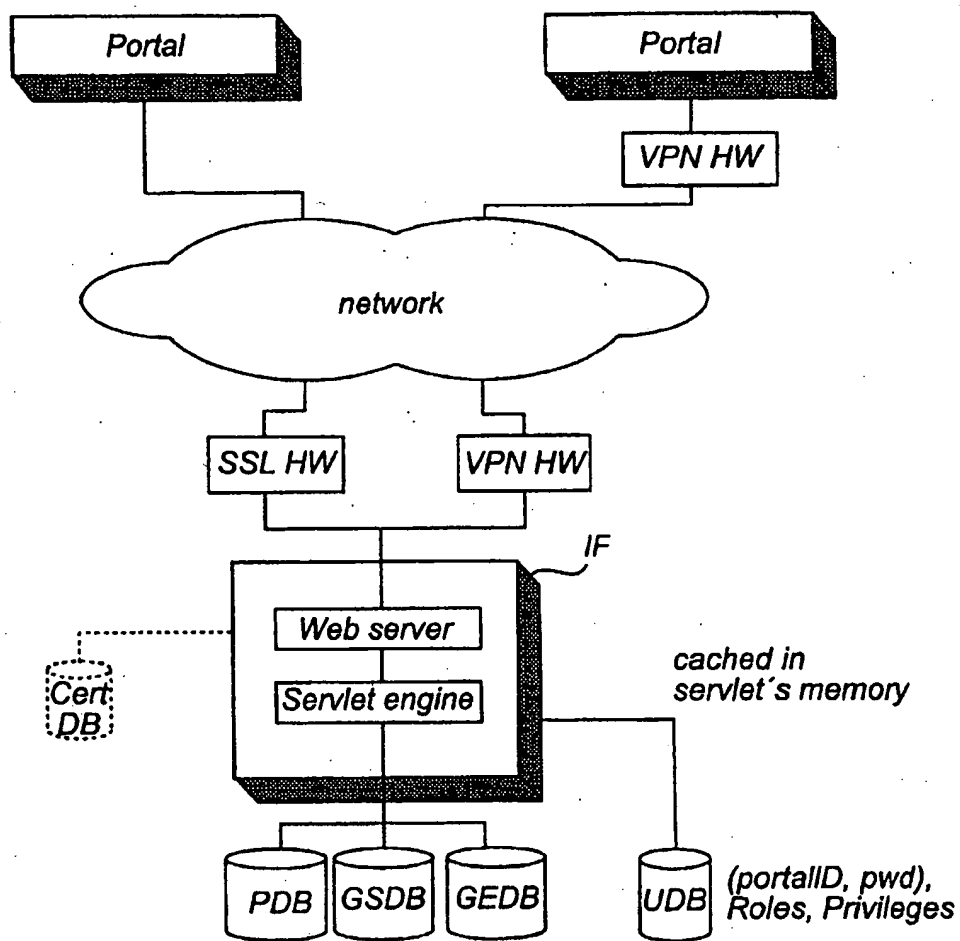 Portal
Portal
VPN HW
network
SSL HW
VPN HW
IF
Web server
Servlet engine
cached in
servlet´s memory
Cert
DB
PDB
GSDB
GEDB
UDB
(portalID, pwd),
Roles, Privileges